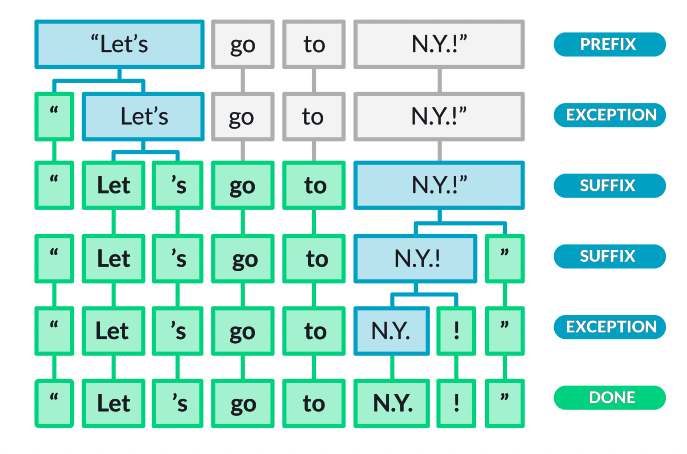 “Let’s go to N.Y.!” PREFIX
“ Let’s go to N.Y.!” EXCEPTION
“ Let ’s go to N.Y.!” SUFFIX
“ Let ’s go to N.Y.! ” SUFFIX
“ Let ’s go to N.Y. ! ” EXCEPTION
“ Let ’s go to N.Y. ! ” DONE